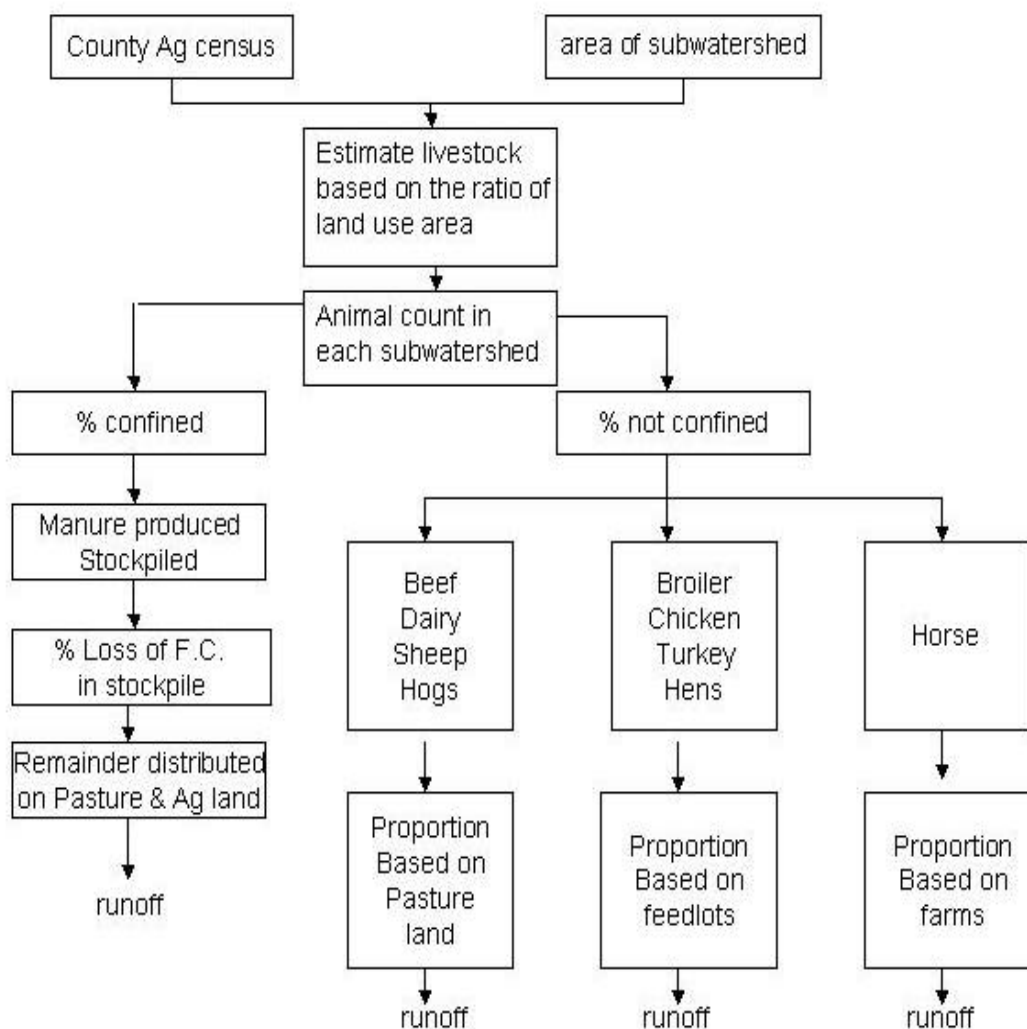 County Ag census
area of subwatershed
Estimate livestock
based on the ratio of
land use area
Animal count in
each subwatershed
% confined
% not confined
Manure produced
Stockpiled
% Loss of F.C.
in stockpile
Remainder distributed
on Pasture & Ag land
runoff
Beef
Dairy
Sheep
Hogs
Broiler
Chicken
Turkey
Hens
Horse
Proportion
Based on
Pasture
land
Proportion
Based on
feedlots
Proportion
Based on
farms
runoff
runoff
runoff